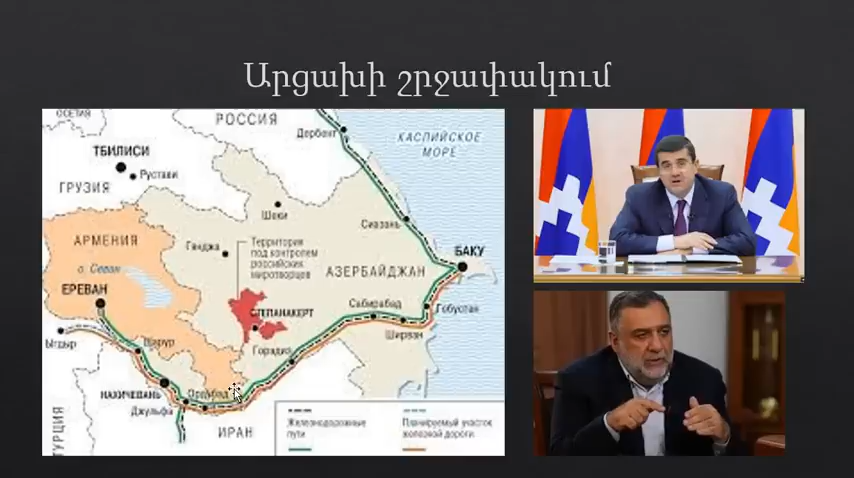 Արցախի շրջափակում
ОСЕТИЯ
РОССИЯ
Дербент
КАСПИЙСКОЕ
МОРЕ
ТБИЛИСИ
Рустави
ГРУЗИЯ
Шеки
Сиазань
АРМЕНИЯ
Ганджа
Территория
под контролем
российских
миротворцев
БАКУ
о. Севан
АЗЕРБАЙДЖАН
ЕРЕВАН
СТЕПАНАКЕРТ
Сабирабад
Гобустан
Ыгдыр
Шарур
Горадиз
Ширван
НАХИЧЕВАНЬ
Ордубад
Джульфа
ИРАН
ТУРЦИЯ
Железнодорожные
пути
Планируемый участок
железной дороги